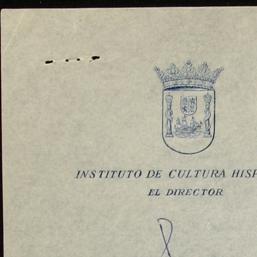 INSTITUTO DE CULTURA HISP
EL DIRECTOR